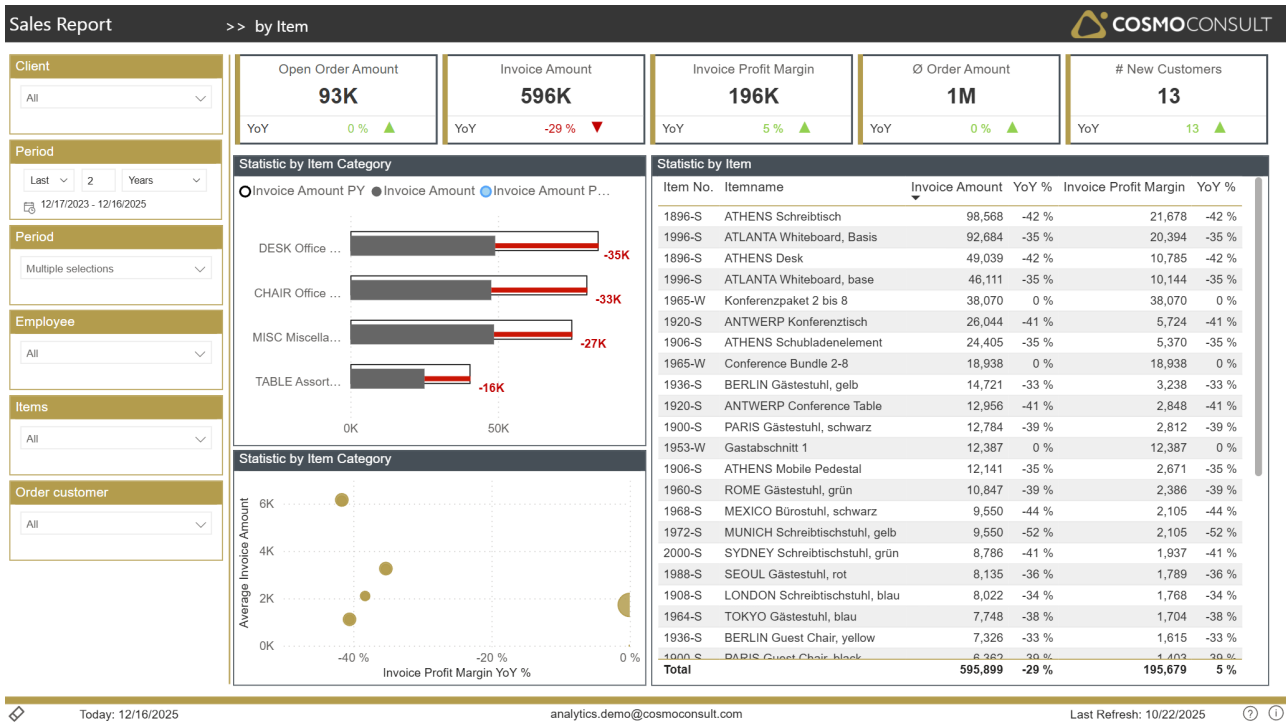 Sales Report
>> by Item
COSMOCONSULT
Client
All
Period
Last 2 Years
12/17/2023 - 12/16/2025
Period
Multiple selections
Employee
All
Items
All
Order customer
All
Open Order Amount
93K
YoY 0 %
Invoice Amount
596K
YoY -29 %
Invoice Profit Margin
196K
YoY 5 %
Ø Order Amount
1M
YoY 0 %
# New Customers
13
YoY 13
Statistic by Item Category
Invoice Amount PY Invoice Amount Invoice Amount P…
DESK Office … -35K
CHAIR Office … -33K
MISC Miscella… -27K
TABLE Assort… -16K
0K 50K
Statistic by Item Category
Average Invoice Amount
6K
4K
2K
0K
-40 % -20 % 0 %
Invoice Profit Margin YoY %
Statistic by Item
Item No. Itemname Invoice Amount YoY % Invoice Profit Margin YoY %
1896-S ATHENS Schreibtisch 98,568 -42 % 21,678 -42 %
1996-S ATLANTA Whiteboard, Basis 92,684 -35 % 20,394 -35 %
1896-S ATHENS Desk 49,039 -42 % 10,785 -42 %
1996-S ATLANTA Whiteboard, base 46,111 -35 % 10,144 -35 %
1965-W Konferenzpaket 2 bis 8 38,070 0 % 38,070 0 %
1920-S ANTWERP Konferenztisch 26,044 -41 % 5,724 -41 %
1906-S ATHENS Schubladenelement 24,405 -35 % 5,370 -35 %
1965-W Conference Bundle 2-8 18,938 0 % 18,938 0 %
1936-S BERLIN Gästestuhl, gelb 14,721 -33 % 3,238 -33 %
1920-S ANTWERP Conference Table 12,956 -41 % 2,848 -41 %
1900-S PARIS Gästestuhl, schwarz 12,784 -39 % 2,812 -39 %
1953-W Gastabschnitt 1 12,387 0 % 12,387 0 %
1906-S ATHENS Mobile Pedestal 12,141 -35 % 2,671 -35 %
1960-S ROME Gästestuhl, grün 10,847 -39 % 2,386 -39 %
1968-S MEXICO Bürostuhl, schwarz 9,550 -44 % 2,105 -44 %
1972-S MUNICH Schreibtischstuhl, gelb 9,550 -52 % 2,105 -52 %
2000-S SYDNEY Schreibtischstuhl, grün 8,786 -41 % 1,937 -41 %
1988-S SEOUL Gästestuhl, rot 8,135 -36 % 1,789 -36 %
1908-S LONDON Schreibtischstuhl, blau 8,022 -34 % 1,768 -34 %
1964-S TOKYO Gästestuhl, blau 7,748 -38 % 1,704 -38 %
1936-S BERLIN Guest Chair, yellow 7,326 -33 % 1,615 -33 %
1900-S PARIS Guest Chair, black 6,362 -39 % 1,403 -39 %
Total 595,899 -29 % 195,679 5 %
Today: 12/16/2025
analytics.demo@cosmoconsult.com
Last Refresh: 10/22/2025